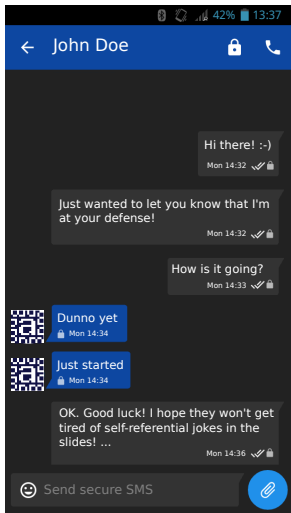 42% 13:37
John Doe
Hi there! :-)
Mon 14:32
Just wanted to let you know that I'm
at your defense!
Mon 14:32
How is it going?
Mon 14:33
a
Dunno yet
Mon 14:34
a
Just started
Mon 14:34
OK. Good luck! I hope they won't get
tired of self-referential jokes in the
slides! ...
Mon 14:36
Send secure SMS